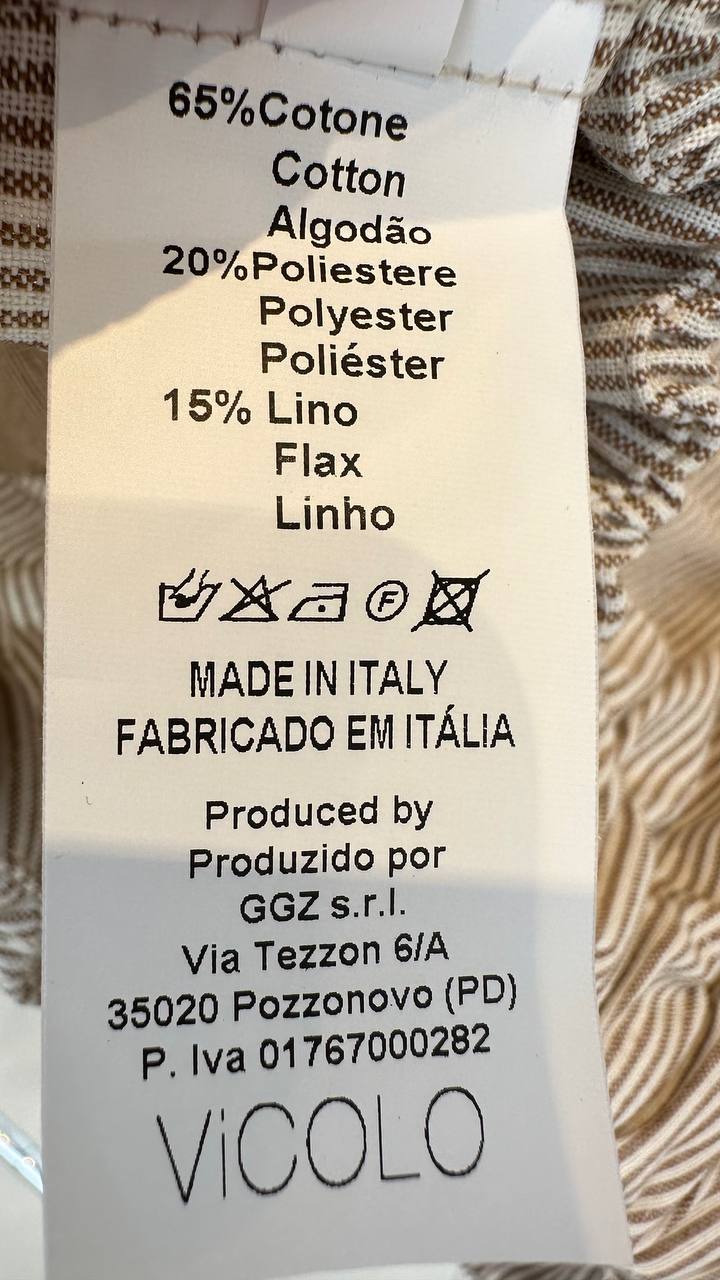 65%Cotone
Cotton
Algodão
20%Poliestere
Polyester
Poliéster
15% Lino
Flax
Linho
F
MADE IN ITALY
FABRICADO EM ITÁLIA
Produced by
Produzido por
GGZ s.r.l.
Via Tezzon 6/A
35020 Pozzonovo (PD)
P. Iva 01767000282
ViCOLO